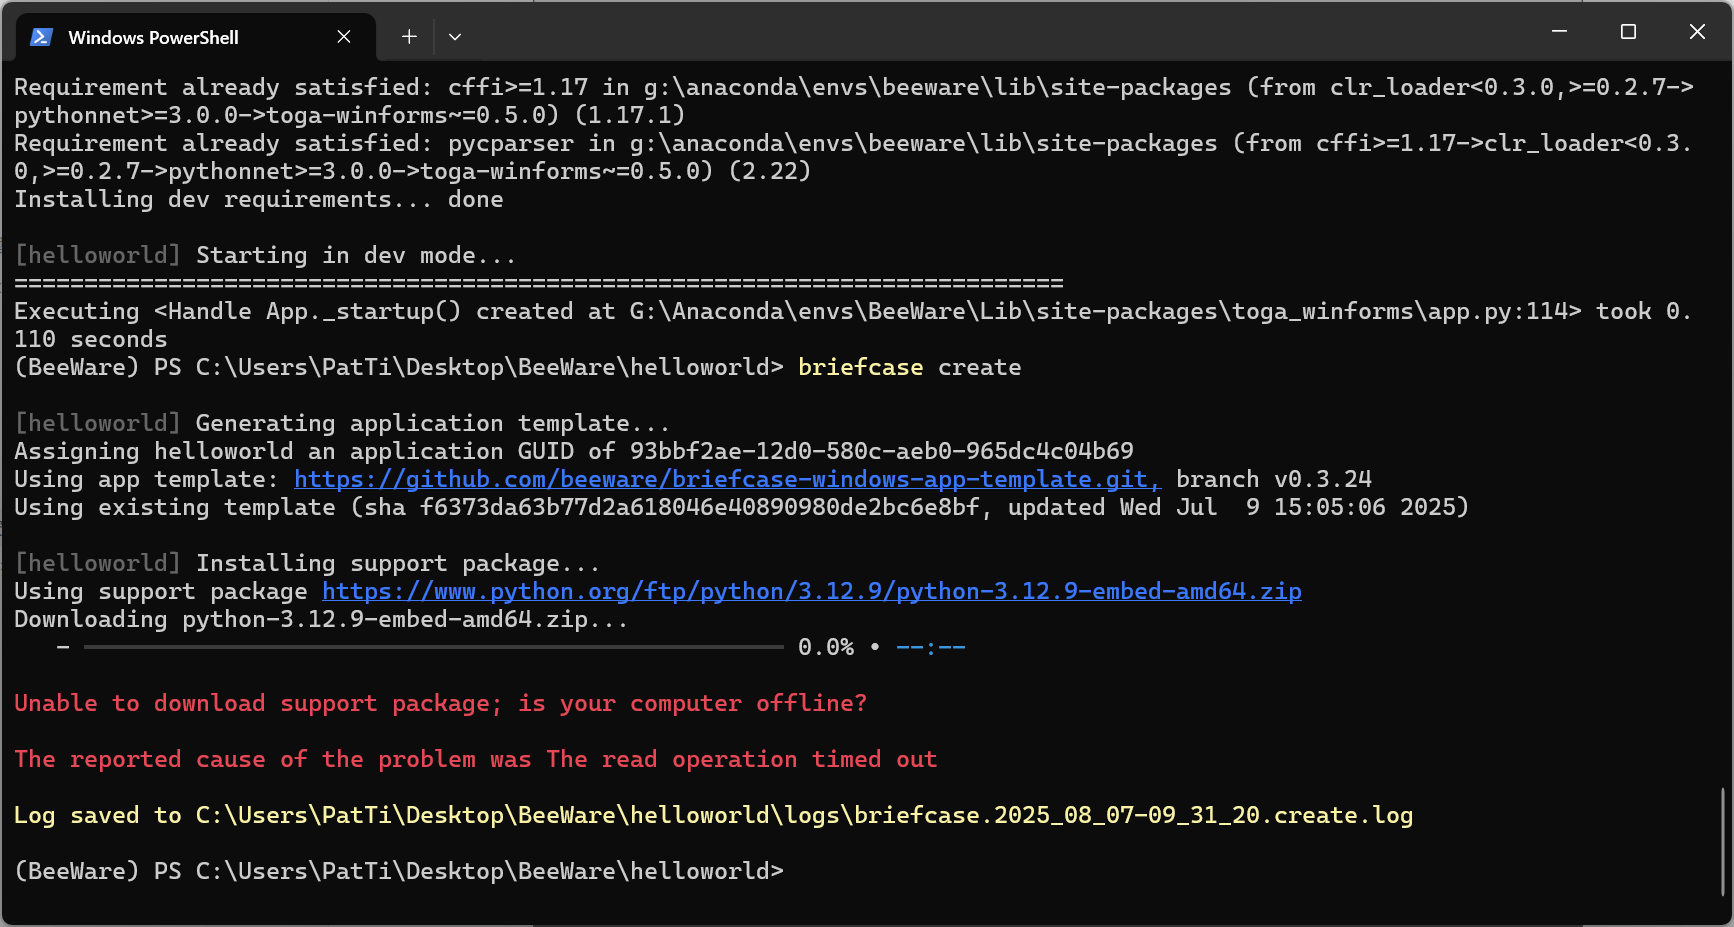 Windows PowerShell
Requirement already satisfied: cffi>=1.17 in g:\anaconda\envs\beeware\lib\site-packages (from clr_loader<0.3.0,>=0.2.7->
pythonnet>=3.0.0->toga-winforms~=0.5.0) (1.17.1)
Requirement already satisfied: pycparser in g:\anaconda\envs\beeware\lib\site-packages (from cffi>=1.17->clr_loader<0.3.
0,>=0.2.7->pythonnet>=3.0.0->toga-winforms~=0.5.0) (2.22)
Installing dev requirements... done
[helloworld] Starting in dev mode...
===========================================================================
Executing <Handle App._startup() created at G:\Anaconda\envs\BeeWare\Lib\site-packages\toga_winforms\app.py:114> took 0.
110 seconds
(BeeWare) PS C:\Users\PatTi\Desktop\BeeWare\helloworld> briefcase create
[helloworld] Generating application template...
Assigning helloworld an application GUID of 93bbf2ae-12d0-580c-aeb0-965dc4c04b69
Using app template: https://github.com/beeware/briefcase-windows-app-template.git, branch v0.3.24
Using existing template (sha f6373da63b77d2a618046e40890980de2bc6e8bf, updated Wed Jul  9 15:05:06 2025)
[helloworld] Installing support package...
Using support package https://www.python.org/ftp/python/3.12.9/python-3.12.9-embed-amd64.zip
Downloading python-3.12.9-embed-amd64.zip...
- 0.0% • --:--
Unable to download support package; is your computer offline?
The reported cause of the problem was The read operation timed out
Log saved to C:\Users\PatTi\Desktop\BeeWare\helloworld\logs\briefcase.2025_08_07-09_31_20.create.log
(BeeWare) PS C:\Users\PatTi\Desktop\BeeWare\helloworld>